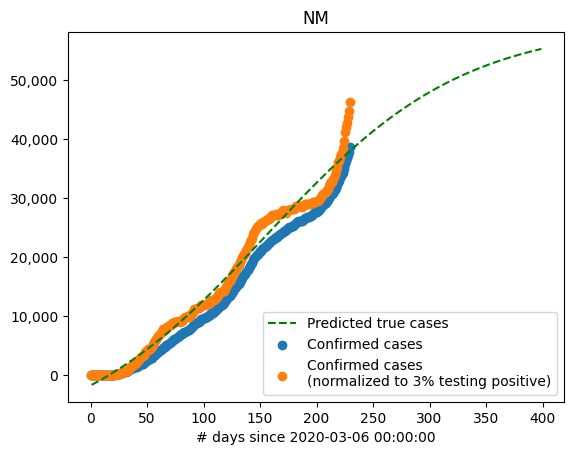 NM
50,000
40,000
30,000
20,000
10,000
0
Predicted true cases
Confirmed cases
Confirmed cases
(normalized to 3% testing positive)
0 50 100 150 200 250 300 350 400
# days since 2020-03-06 00:00:00